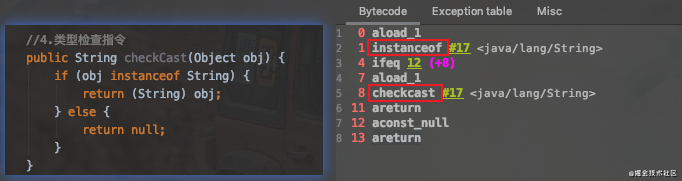 //4.类型检查指令
public String checkCast(Object obj) {
    if (obj instanceof String) {
        return (String) obj;
    } else {
        return null;
    }
}
Bytecode Exception table Misc
1 0 aload_1
2 1 instanceof #17 <java/lang/String>
3 4 ifeq 12 (+8)
4 7 aload_1
5 8 checkcast #17 <java/lang/String>
6 11 areturn
7 12 aconst_null
8 13 areturn
@掘金技术社区